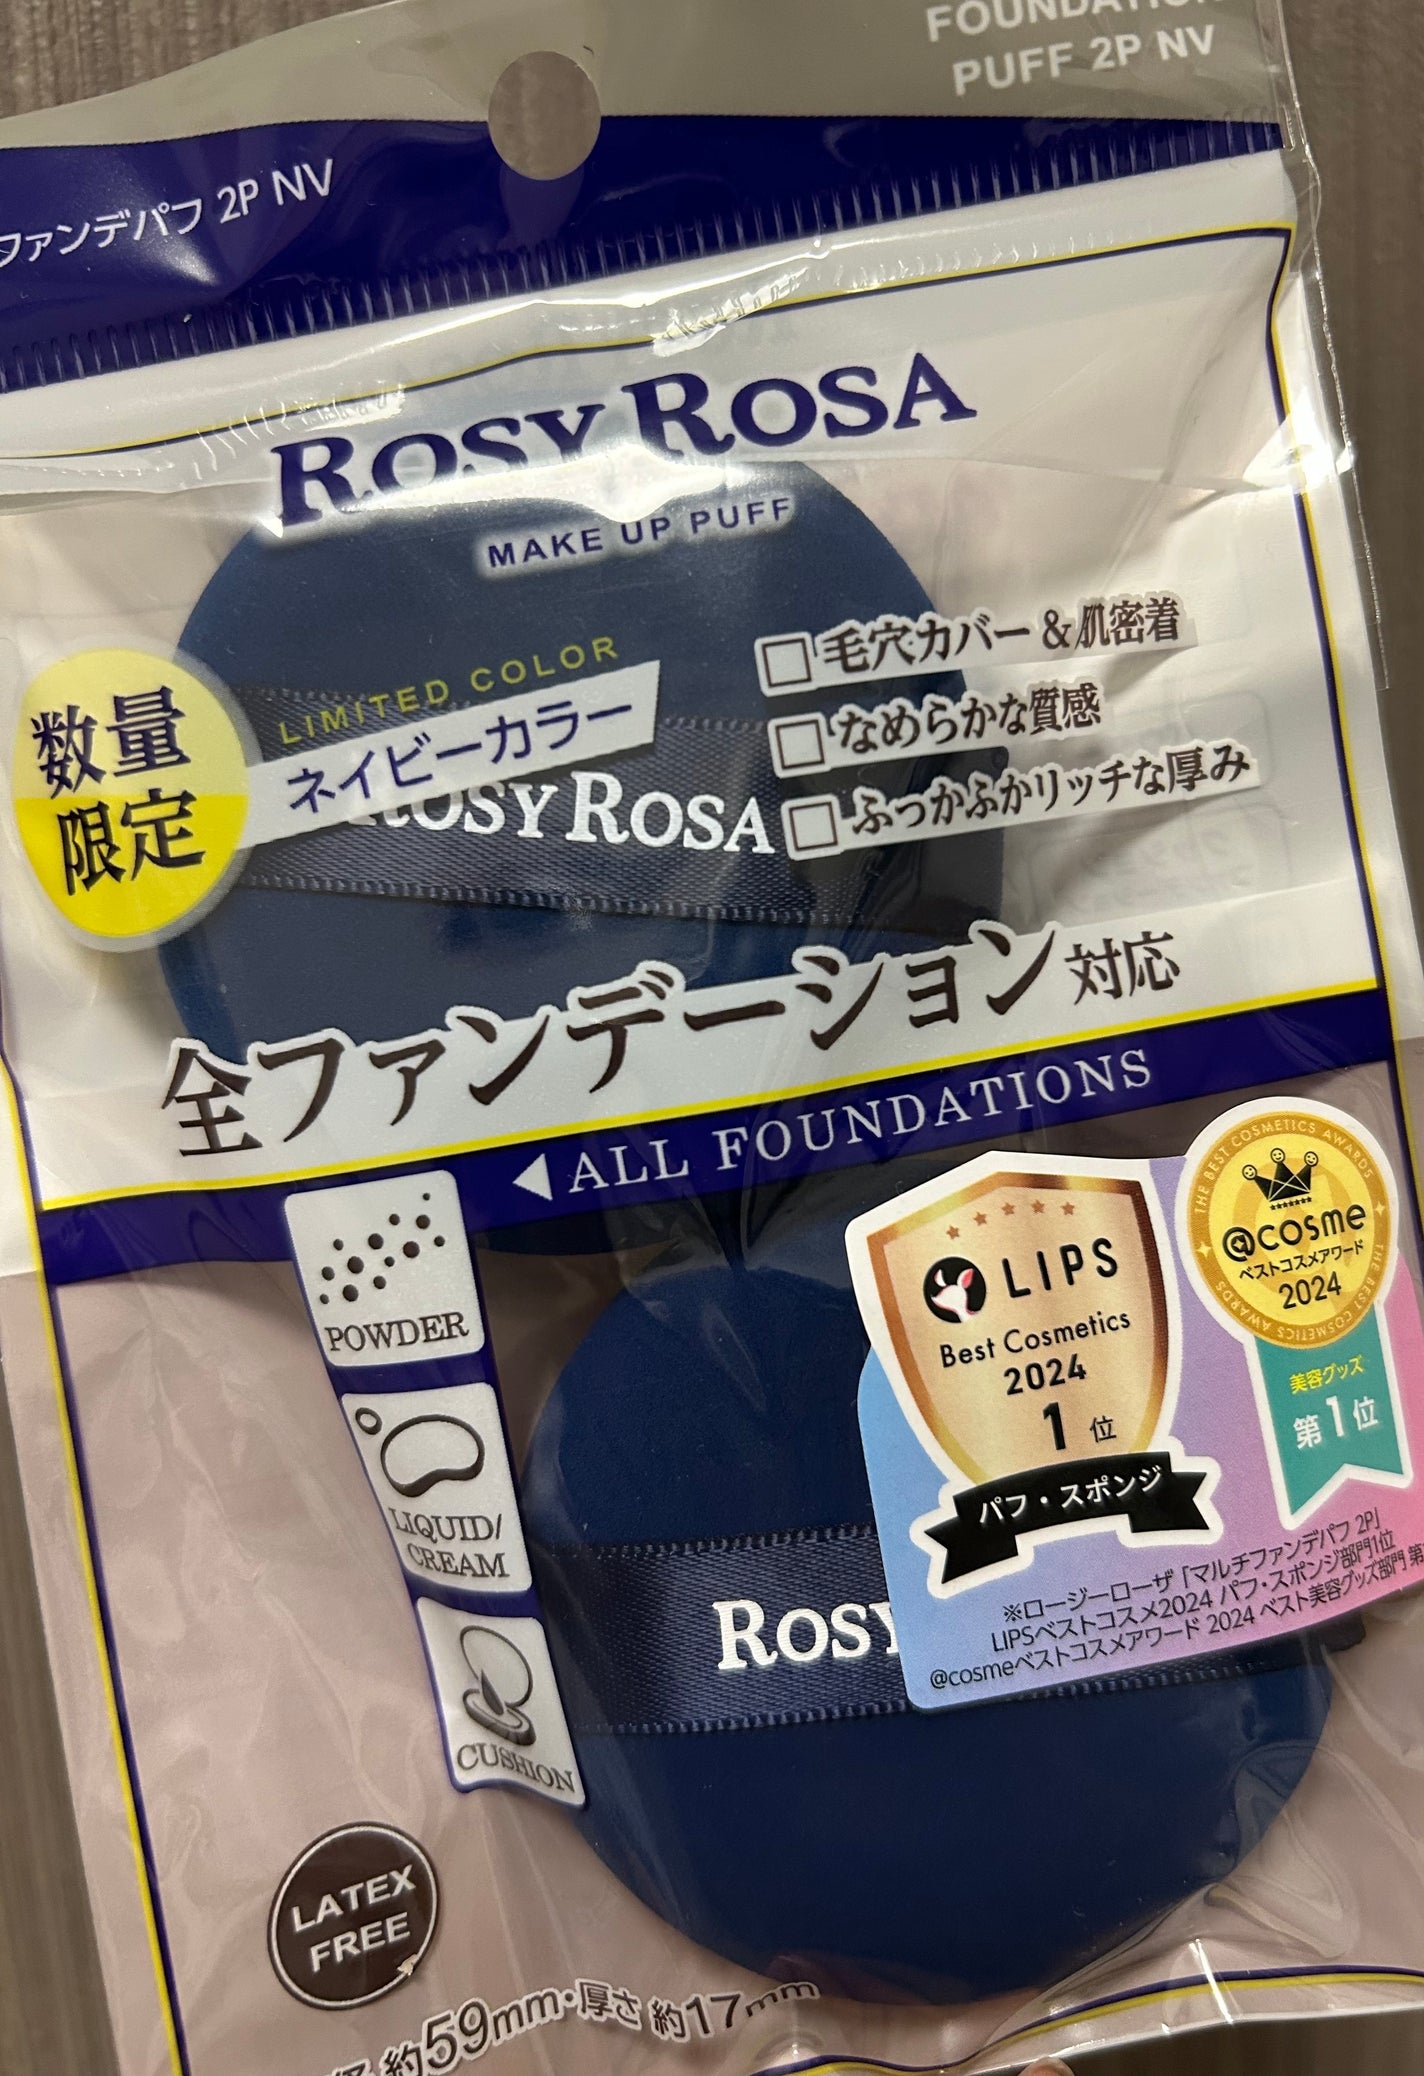 FOUNDATION
PUFF 2P NV
ファンデパフ 2P NV
ROSY ROSA
MAKE UP PUFF
数量
限定
LIMITED COLOR
ネイビーカラー
ROSY ROSA
毛穴カバー&肌密着
なめらかな質感
ふっかふかリッチな厚み
全ファンデーション対応
ALL FOUNDATIONS
POWDER
LIQUID/
CREAM
CUSHION
LIPS
Best Cosmetics
2024
1位
パフ・スポンジ
THE BEST COSMETICS AWARDS
@cosme
ベストコスメアワード
2024
THE BEST COSMETICS AWARDS
美容グッズ
第1位
※ロージーローザ「マルチファンデパフ 2P」
LIPSベストコスメ2024 パフ・スポンジ部門1位
@cosmeベストコスメアワード 2024 ベスト美容グッズ部門 第
ROSY
LATEX
FREE
約59mm・厚さ 約17mm